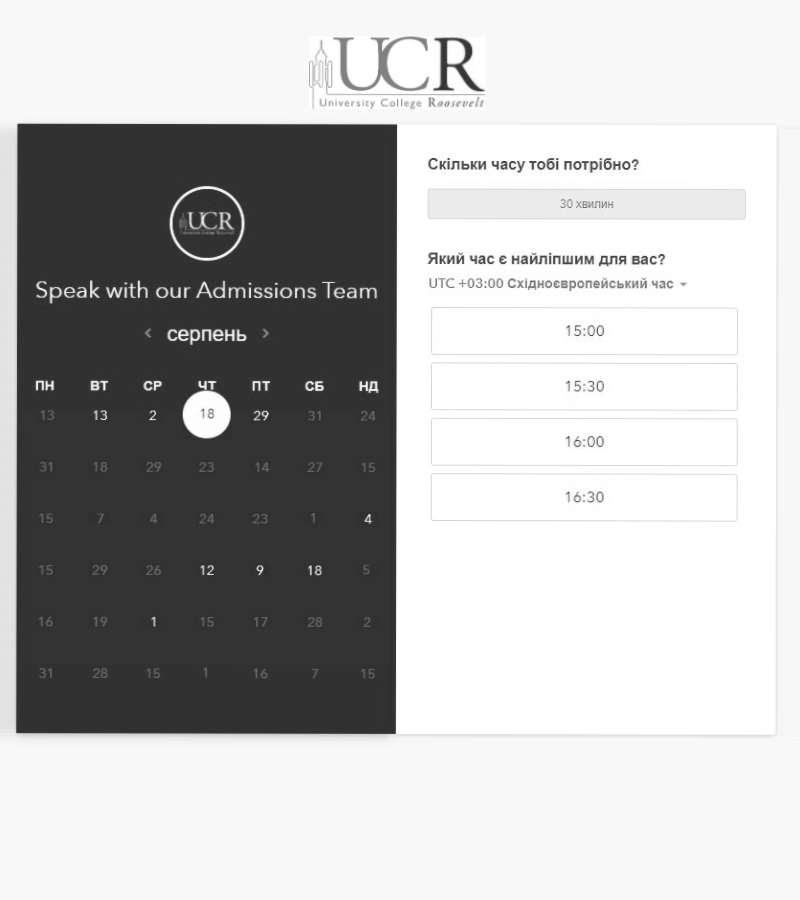 UCR
University College Roosevelt
UCR
Speak with our Admissions Team
серпень
ПН ВТ СР ЧТ ПТ СБ НД
13 13 2 18 29 31 24
31 18 29 23 14 27 15
15 7 4 24 23 1 4
15 29 26 12 9 18 5
16 19 1 15 17 28 2
31 28 15 1 16 7 15
Скільки часу тобі потрібно?
30 хвилин
Який час є найліпшим для вас?
UTC +03:00 Східноєвропейський час
15:00
15:30
16:00
16:30